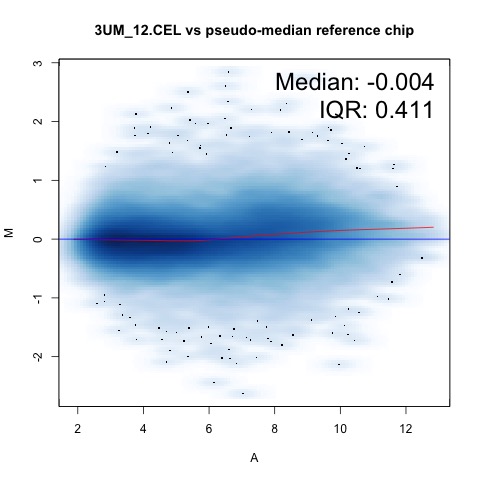 3UM_12.CEL vs pseudo-median reference chip
Median: -0.004
IQR: 0.411
3
2
1
0
-1
-2
M
2 4 6 8 10 12
A